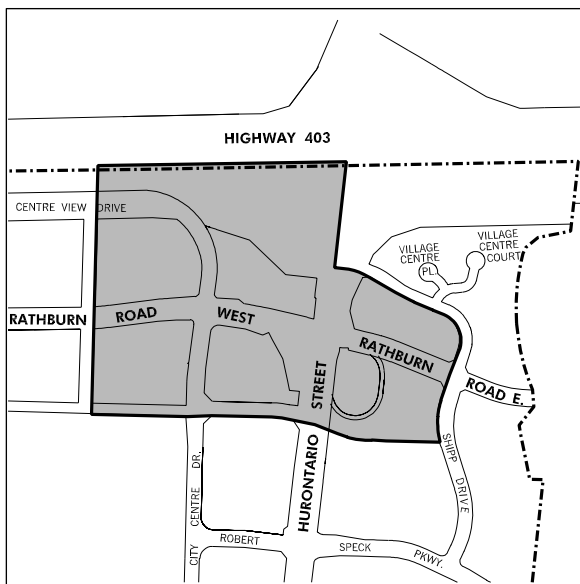 HIGHWAY 403
CENTRE VIEW DRIVE
VILLAGE
CENTRE
PL.
VILLAGE
CENTRE
COURT
RATHBURN ROAD WEST
RATHBURN ROAD E.
HURONTARIO STREET
SHIPP DRIVE
CITY CENTRE DR.
ROBERT SPECK PKWY.